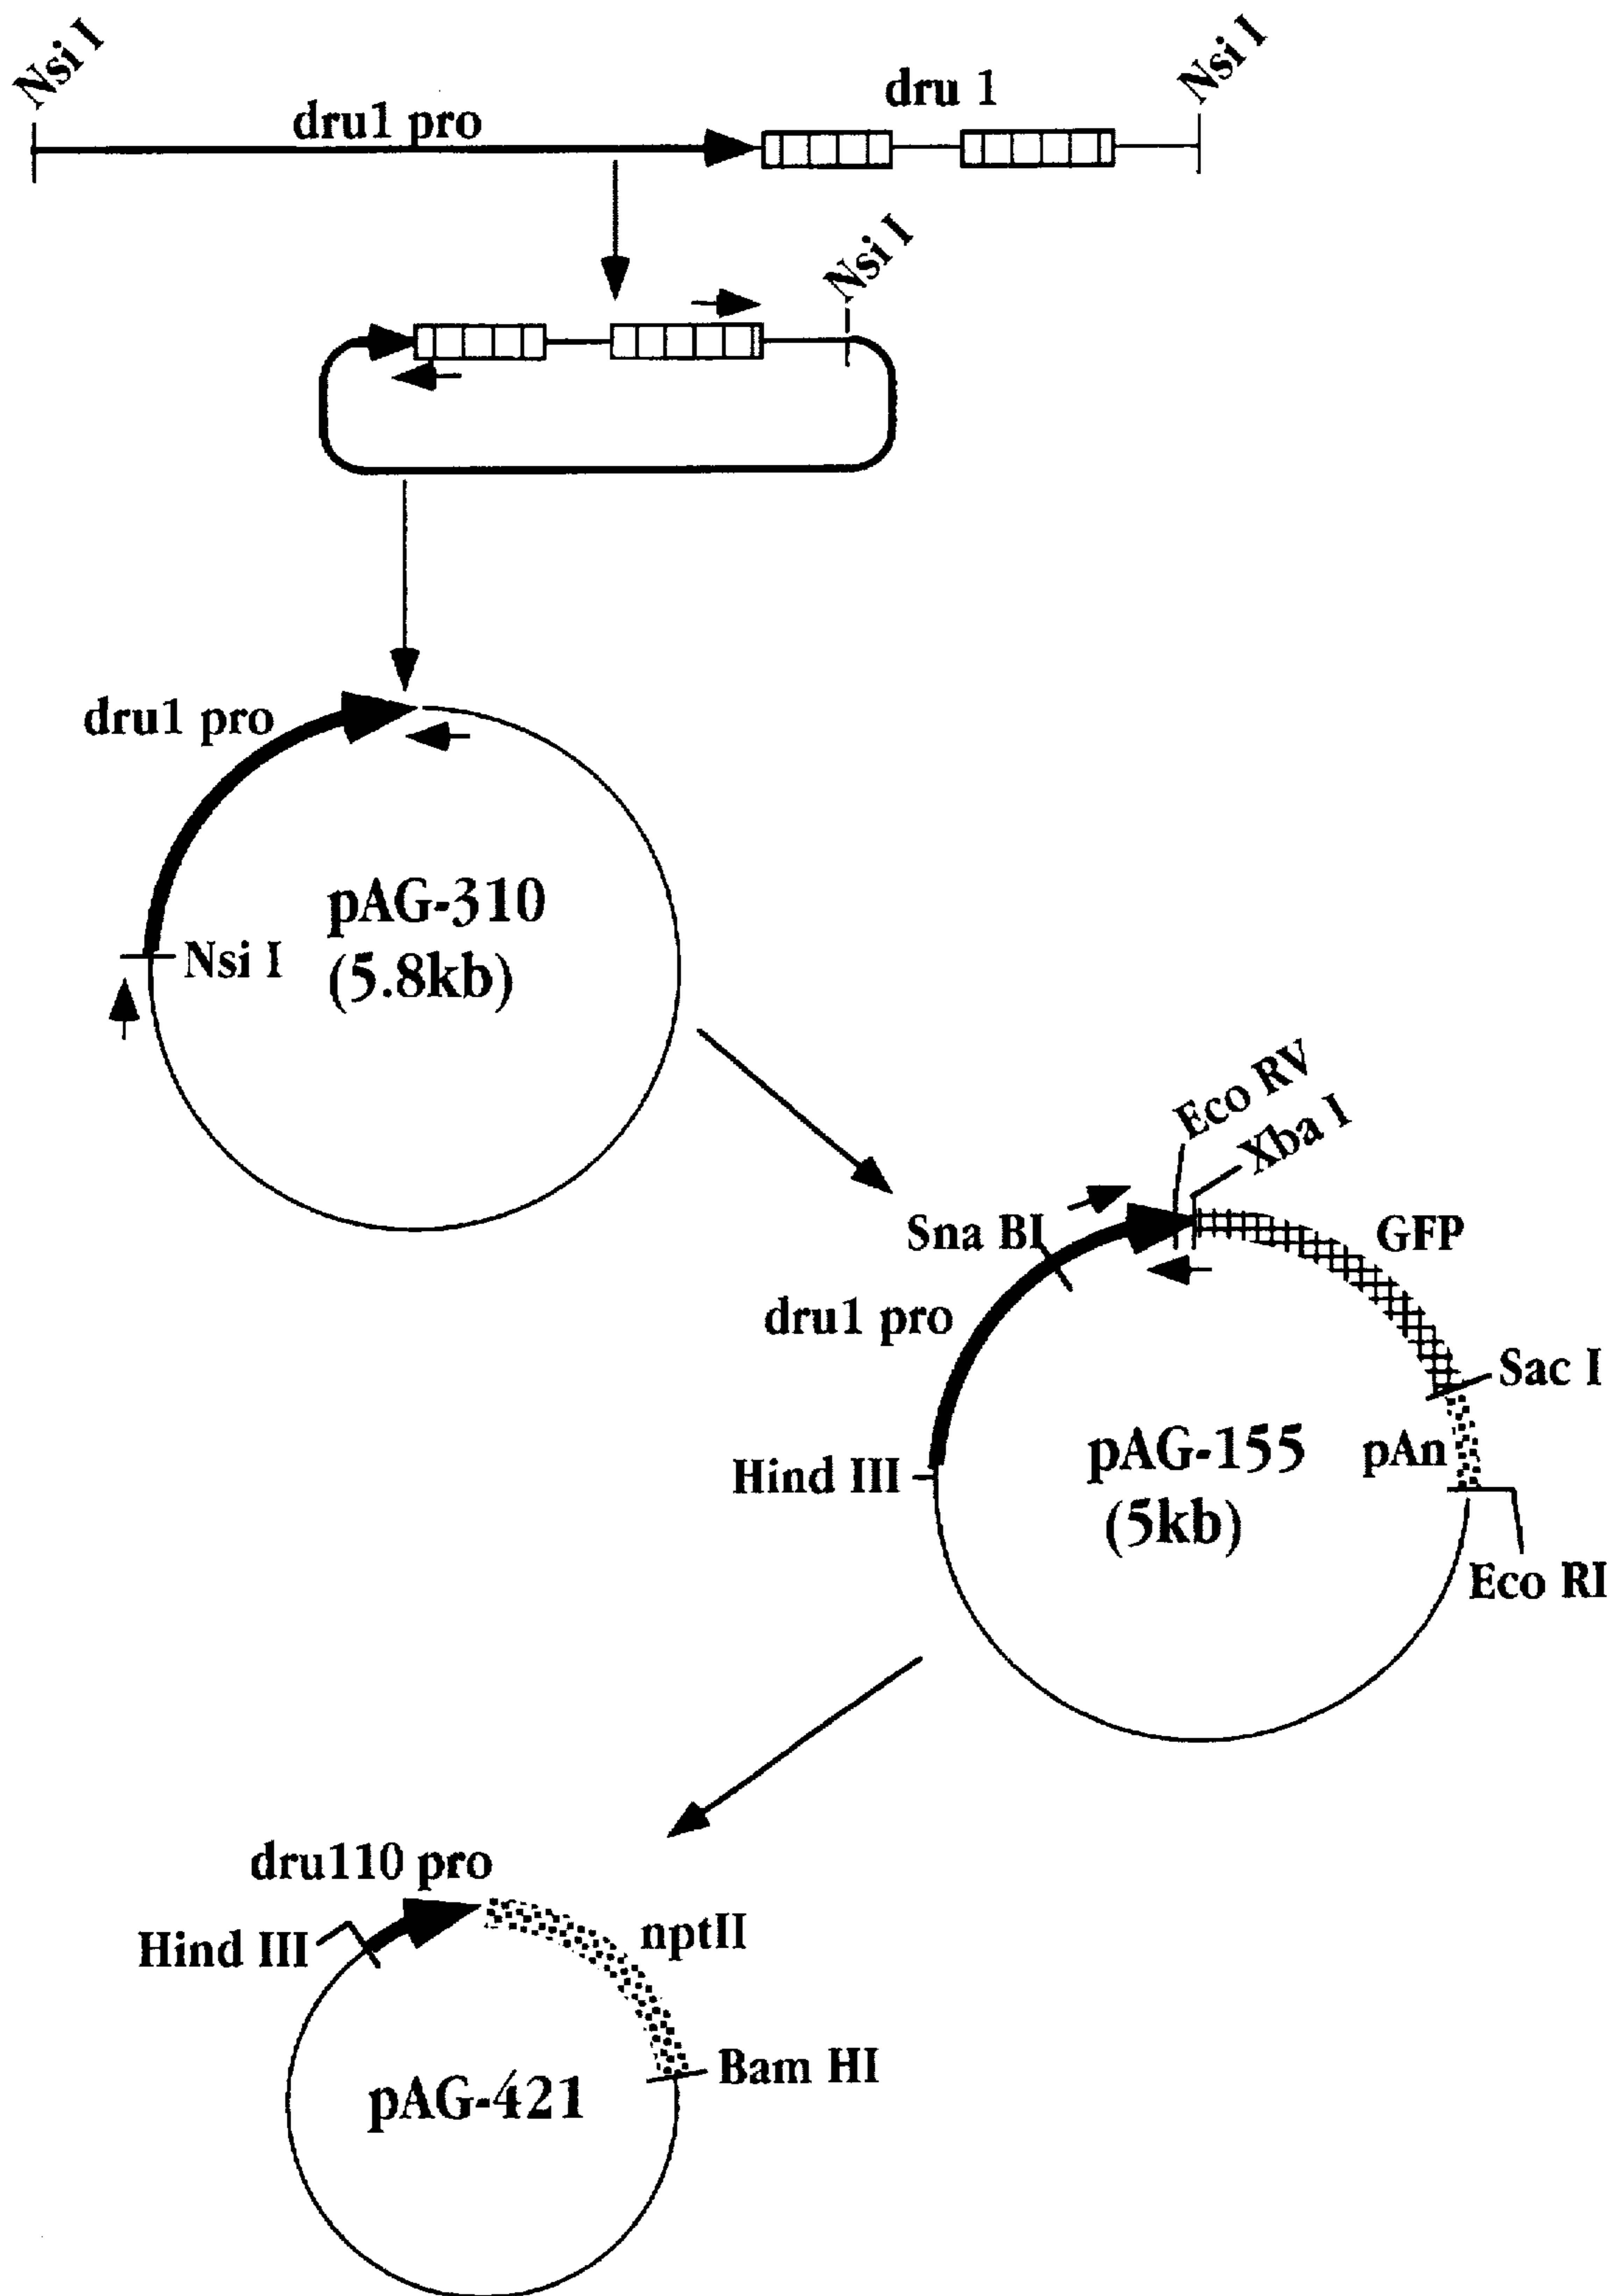 Nsi I
Nsi I
dru1 pro
dru 1
Nsi I
dru1 pro
pAG-310
(5.8kb)
Nsi I
Eco RV
Xba I
Sna BI
GFP
dru1 pro
Sac I
pAG-155
(5kb)
pAn
Hind III
Eco RI
dru110 pro
Hind III
nptII
Bam HI
pAG-421